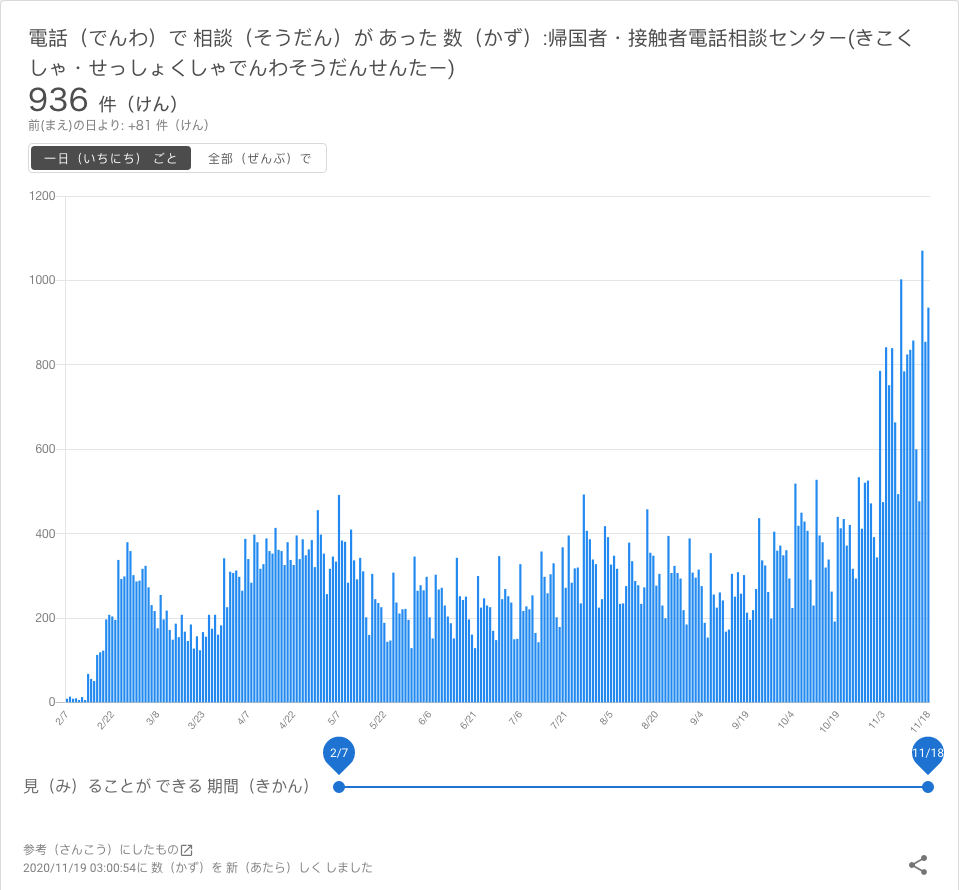 電話（でんわ）で 相談（そうだん）が あった 数（かず）:帰国者・接触者電話相談センター(きこく
しゃ・せっしょくしゃでんわそうだんせんたー)
936 件（けん）
前(まえ)の日より: +81 件（けん）
一日（いちにち） ごと 全部（ぜんぶ）で
1200
1000
800
600
400
200
0
2/7 2/22 3/8 3/23 4/7 4/22 5/7 5/22 6/6 6/21 7/6 7/21 8/5 8/20 9/4 9/19 10/4 10/19 11/3 11/18
2/7 11/18
見（み）ることが できる 期間（きかん）
参考（さんこう）にしたもの
2020/11/19 03:00:54に 数（かず）を 新（あたら）しく しました